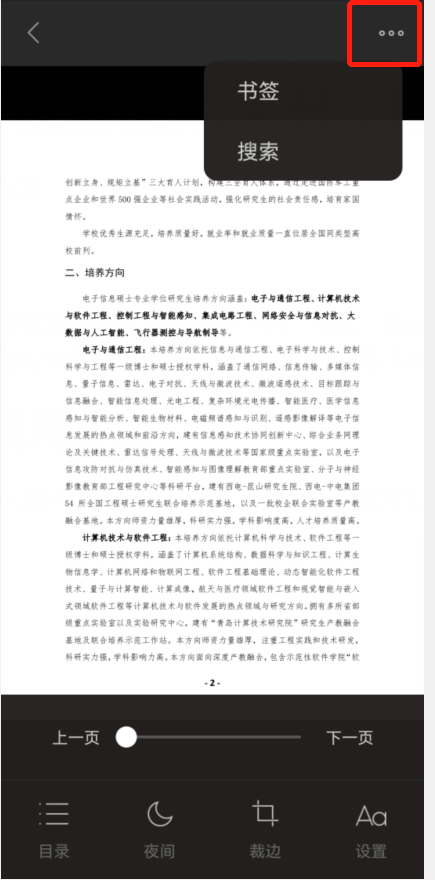 书签
搜索
创新立身、规矩立基”三大育人计划，构建三全育人体系，通过走进国防军工重
点企业和世界 500 强企业等社会实践活动，强化研究生的社会责任感，培育家国
情怀。
学校优秀生源充足，培养质量好，就业率和就业质量一直位居全国同类型高
校前列。
二、培养方向
电子信息硕士专业学位研究生培养方向涵盖：电子与通信工程、计算机技术
与软件工程、控制工程与智能感知、集成电路工程、网络安全与信息对抗、大
数据与人工智能、飞行器测控与导航制导等。
电子与通信工程：本培养方向依托信息与通信工程、电子科学与技术、控制
科学与工程等一级博士和硕士授权学科，涵盖了通信网络、信息传输、多媒体信
息、量子信息、雷达、电子对抗、天线与微波技术、微波遥感技术、目标跟踪与
信息融合、智能信息处理、光电工程、复杂环境光电传播、智能医疗、医学信息
感知与智能分析、智能生物材料、电磁频谱感知与识别、遥感影像解译等电子信
息发展的热点领域和前沿方向，建有信息感知技术协同创新中心、综合业务网理
论及关键技术、雷达信号处理、天线与微波技术等国家级重点实验室，以及电子
信息攻防对抗与仿真技术、智能感知与图像理解教育部重点实验室、分子与神经
影像教育部工程研究中心等科研平台，建有西电-昆山研究生院、西电-中电集团
54 所全国工程硕士研究生联合培养示范基地，以及一批校企联合实验室等产教
融合基地。本方向师资力量雄厚，科研实力强，学科影响度高，人才培养质量高。
计算机技术与软件工程：本培养方向依托计算机科学与技术、软件工程等一
级博士和硕士授权学科，涵盖了计算机系统结构、数据科学与知识工程、计算生
物信息学、计算机网络和物联网工程、软件工程基础理论、动态智能化软件工程
技术、量子与计算智能、计算成像、航天与医疗领域软件工程和视觉智能与嵌入
式领域软件工程等计算机技术与软件发展的热点领域与研究方向。拥有多所省部
级重点实验室以及实验研究中心，建有“青岛计算技术研究院”研究生产教融合
基地及联合培养示范工作站。本方向师资力量雄厚，注重工程实践和技术研发，
科研实力强，学科影响力高。本方向面向深度产教融合，包含示范性软件学院“软
- 2 -
上一页 下一页
目录 夜间 裁边 Aa 设置